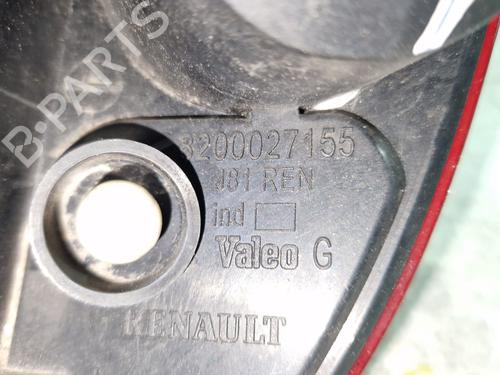 8200027155
J81 REN
ind
Valeo G
RENAULT
B-PARTS